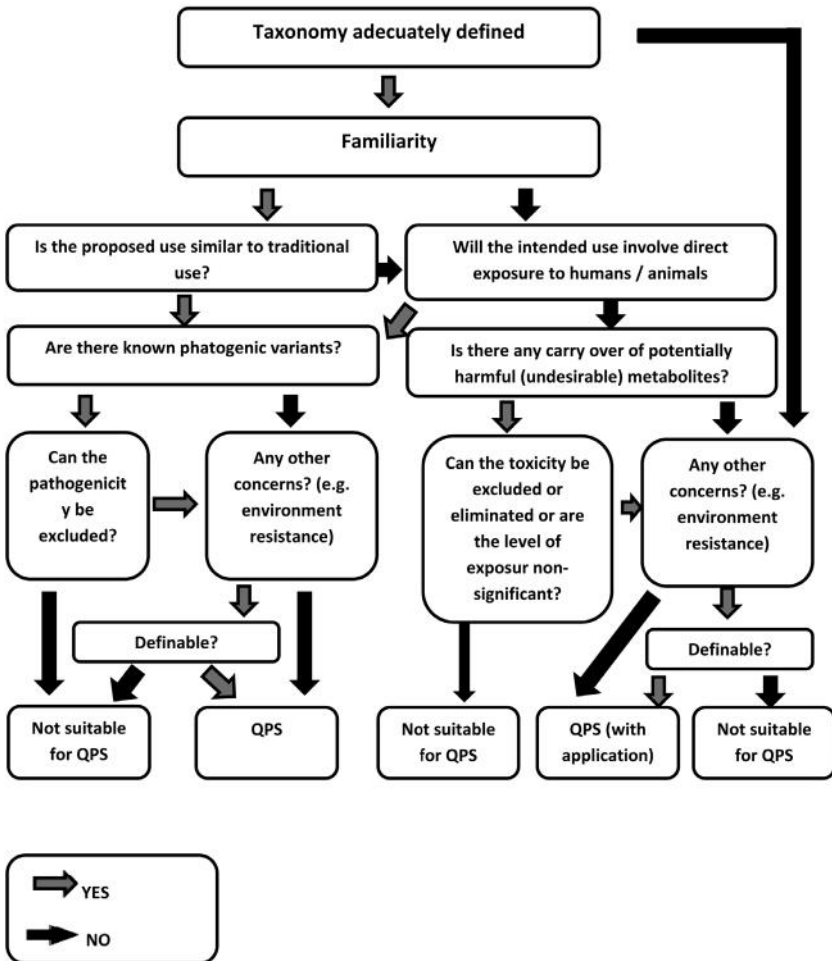 Taxonomy adecuately defined
Familiarity
Is the proposed use similar to traditional
use?
Will the intended use involve direct
exposure to humans / animals
Are there known phatogenic variants?
Is there any carry over of potentially
harmful (undesirable) metabolites?
Can the
pathogenicit
y be
excluded?
Any other
concerns? (e.g.
environment
resistance)
Can the toxicity be
excluded or
eliminated or are
the level of
exposur non-
significant?
Any other
concerns? (e.g.
environment
resistance)
Definable?
Definable?
Not suitable
for QPS
QPS
Not suitable
for QPS
QPS (with
application)
Not suitable
for QPS
YES
NO